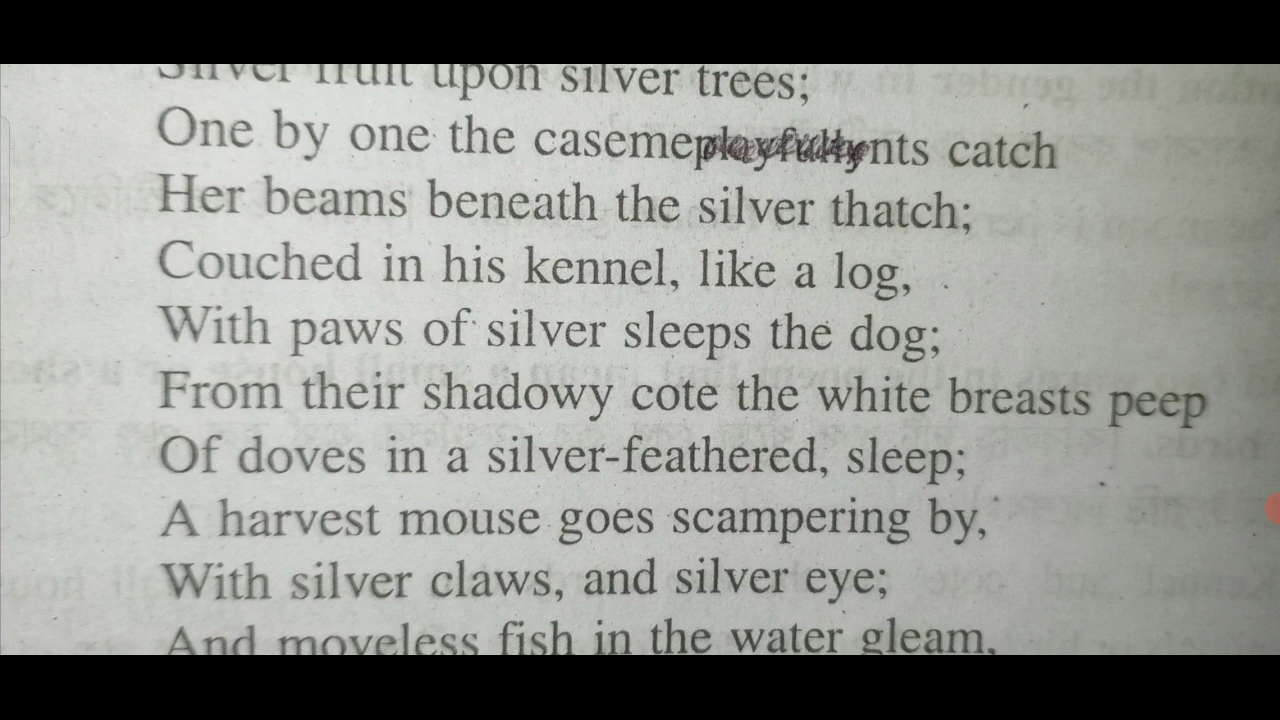 Silver fruit upon silver trees;
One by one the casemeplayfullynts catch
Her beams beneath the silver thatch;
Couched in his kennel, like a log,
With paws of silver sleeps the dog;
From their shadowy cote the white breasts peep
Of doves in a silver-feathered, sleep;
A harvest mouse goes scampering by,
With silver claws, and silver eye;
And moveless fish in the water gleam,